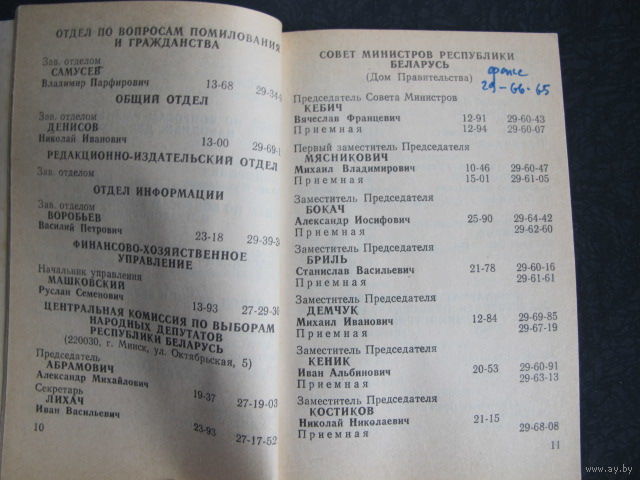 ОТДЕЛ ПО ВОПРОСАМ ПОМИЛОВАНИЯ
И ГРАЖДАНСТВА
Зав. отделом
САМУСЕВ
Владимир Парфирович 13-68 29-34-
ОБЩИЙ ОТДЕЛ
Зав. отделом
ДЕНИСОВ
Николай Иванович 13-00 29-69-1
РЕДАКЦИОННО-ИЗДАТЕЛЬСКИЙ ОТДЕЛ
Зав. отделом
ОТДЕЛ ИНФОРМАЦИИ
Зав. отделом
ВОРОБЬЕВ
Василий Петрович 23-18 29-39-3
ФИНАНСОВО-ХОЗЯЙСТВЕННОЕ
УПРАВЛЕНИЕ
Начальник управления
МАШКОВСКИЙ
Руслан Семенович 13-93 27-29-30
ЦЕНТРАЛЬНАЯ КОМИССИЯ ПО ВЫБОРАМ
НАРОДНЫХ ДЕПУТАТОВ
РЕСПУБЛИКИ БЕЛАРУСЬ
(220030, г. Минск, ул. Октябрьская, 5)
Председатель
АБРАМОВИЧ
Александр Михайлович 19-37 27-19-03
Секретарь
ЛИХАЧ
Иван Васильевич 23-93 27-17-52
10
СОВЕТ МИНИСТРОВ РЕСПУБЛИКИ
БЕЛАРУСЬ
(Дом Правительства)
факс
29-66-65
Председатель Совета Министров
КЕБИЧ
Вячеслав Францевич 12-91 29-60-43
Приемная 12-94 29-60-07
Первый заместитель Председателя
МЯСНИКОВИЧ
Михаил Владимирович 10-46 29-60-47
Приемная 15-01 29-61-05
Заместитель Председателя
БОКАЧ
Александр Иосифович 25-90 29-64-42
Приемная 29-62-60
Заместитель Председателя
БРИЛЬ
Станислав Васильевич 21-78 29-60-16
Приемная 29-61-61
Заместитель Председателя
ДЕМЧУК
Михаил Иванович 12-84 29-69-85
Приемная 29-67-19
Заместитель Председателя
КЕНИК
Иван Альбинович 20-53 29-60-91
Приемная 29-63-13
Заместитель Председателя
КОСТИКОВ
Николай Николаевич 21-15
Приемная 29-68-08
11
www.ay.by